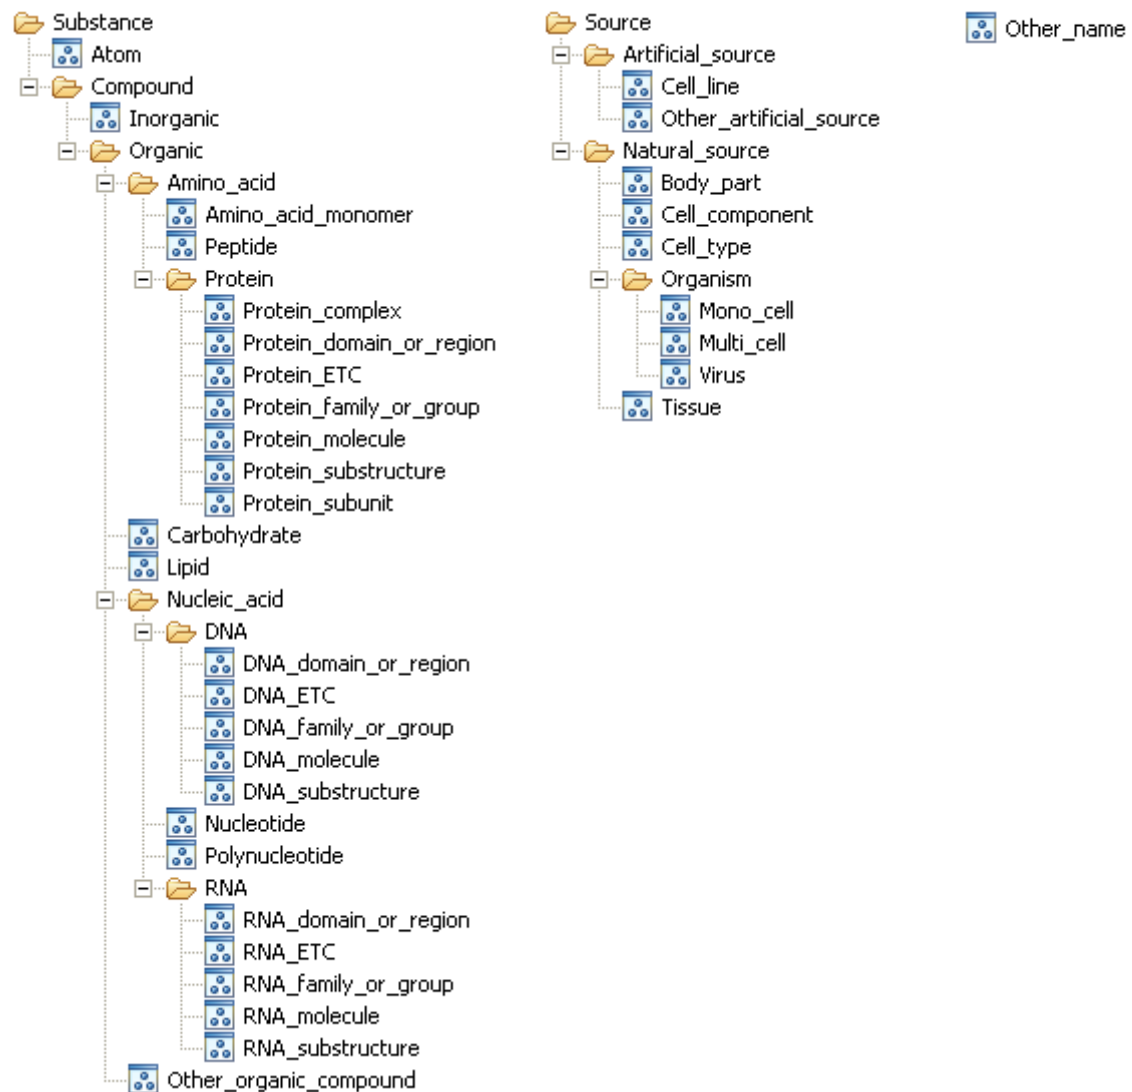 Substance
Atom
Compound
Inorganic
Organic
Amino_acid
Amino_acid_monomer
Peptide
Protein
Protein_complex
Protein_domain_or_region
Protein_ETC
Protein_family_or_group
Protein_molecule
Protein_substructure
Protein_subunit
Carbohydrate
Lipid
Nucleic_acid
DNA
DNA_domain_or_region
DNA_ETC
DNA_family_or_group
DNA_molecule
DNA_substructure
Nucleotide
Polynucleotide
RNA
RNA_domain_or_region
RNA_ETC
RNA_family_or_group
RNA_molecule
RNA_substructure
Other_organic_compound
Source
Artificial_source
Cell_line
Other_artificial_source
Natural_source
Body_part
Cell_component
Cell_type
Organism
Mono_cell
Multi_cell
Virus
Tissue
Other_name